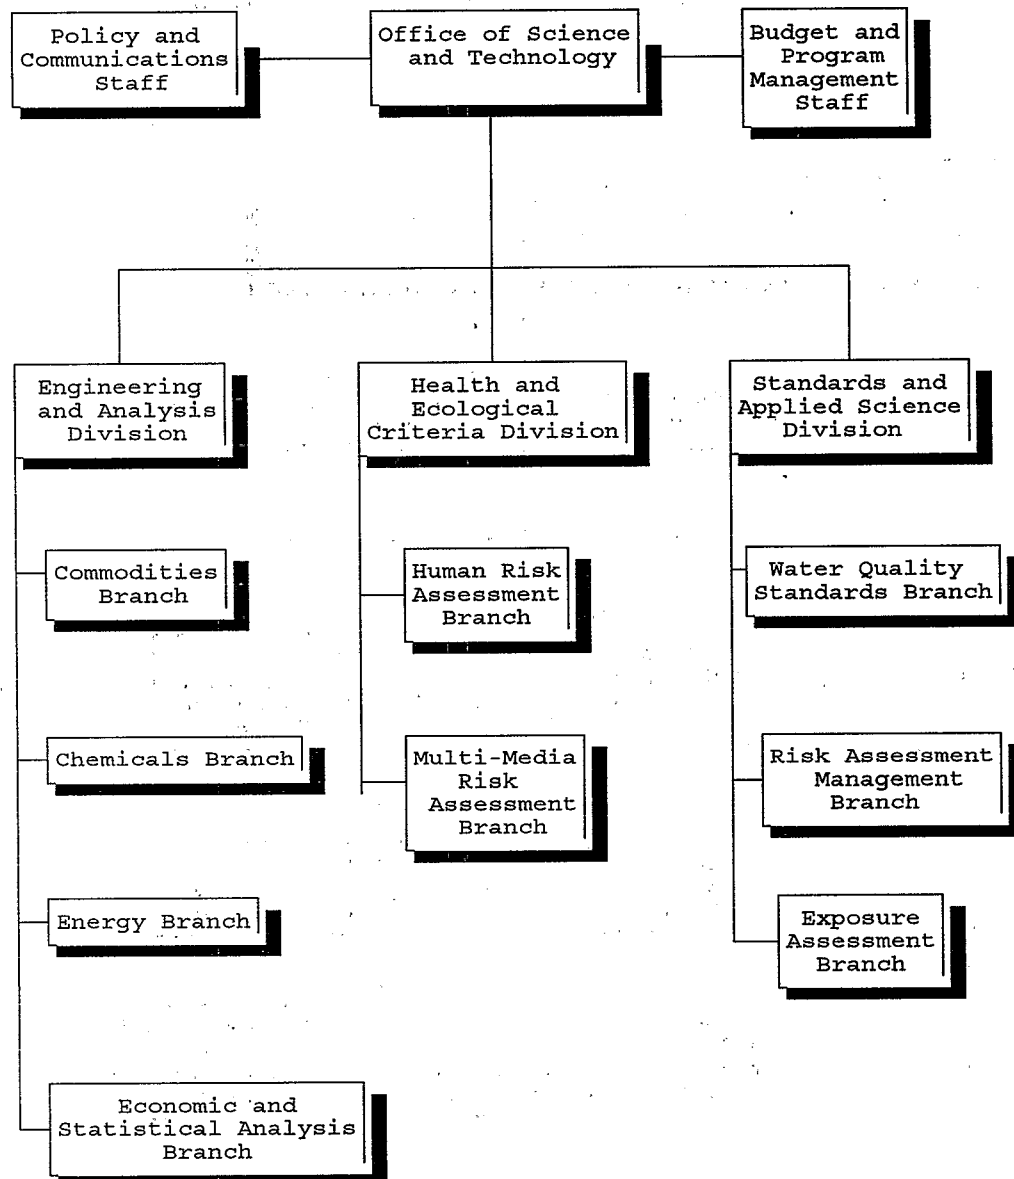 Policy and
Communications
Staff
Office of Science
and Technology
Budget and
Program
Management
Staff
Engineering
and Analysis
Division
Health and
Ecological
Criteria Division
Standards and
Applied Science
Division
Commodities
Branch
Human Risk
Assessment
Branch
Water Quality
Standards Branch
Chemicals Branch
Multi-Media
Risk
Assessment
Branch
Risk Assessment
Management
Branch
Energy Branch
Exposure
Assessment
Branch
Economic and
Statistical Analysis
Branch